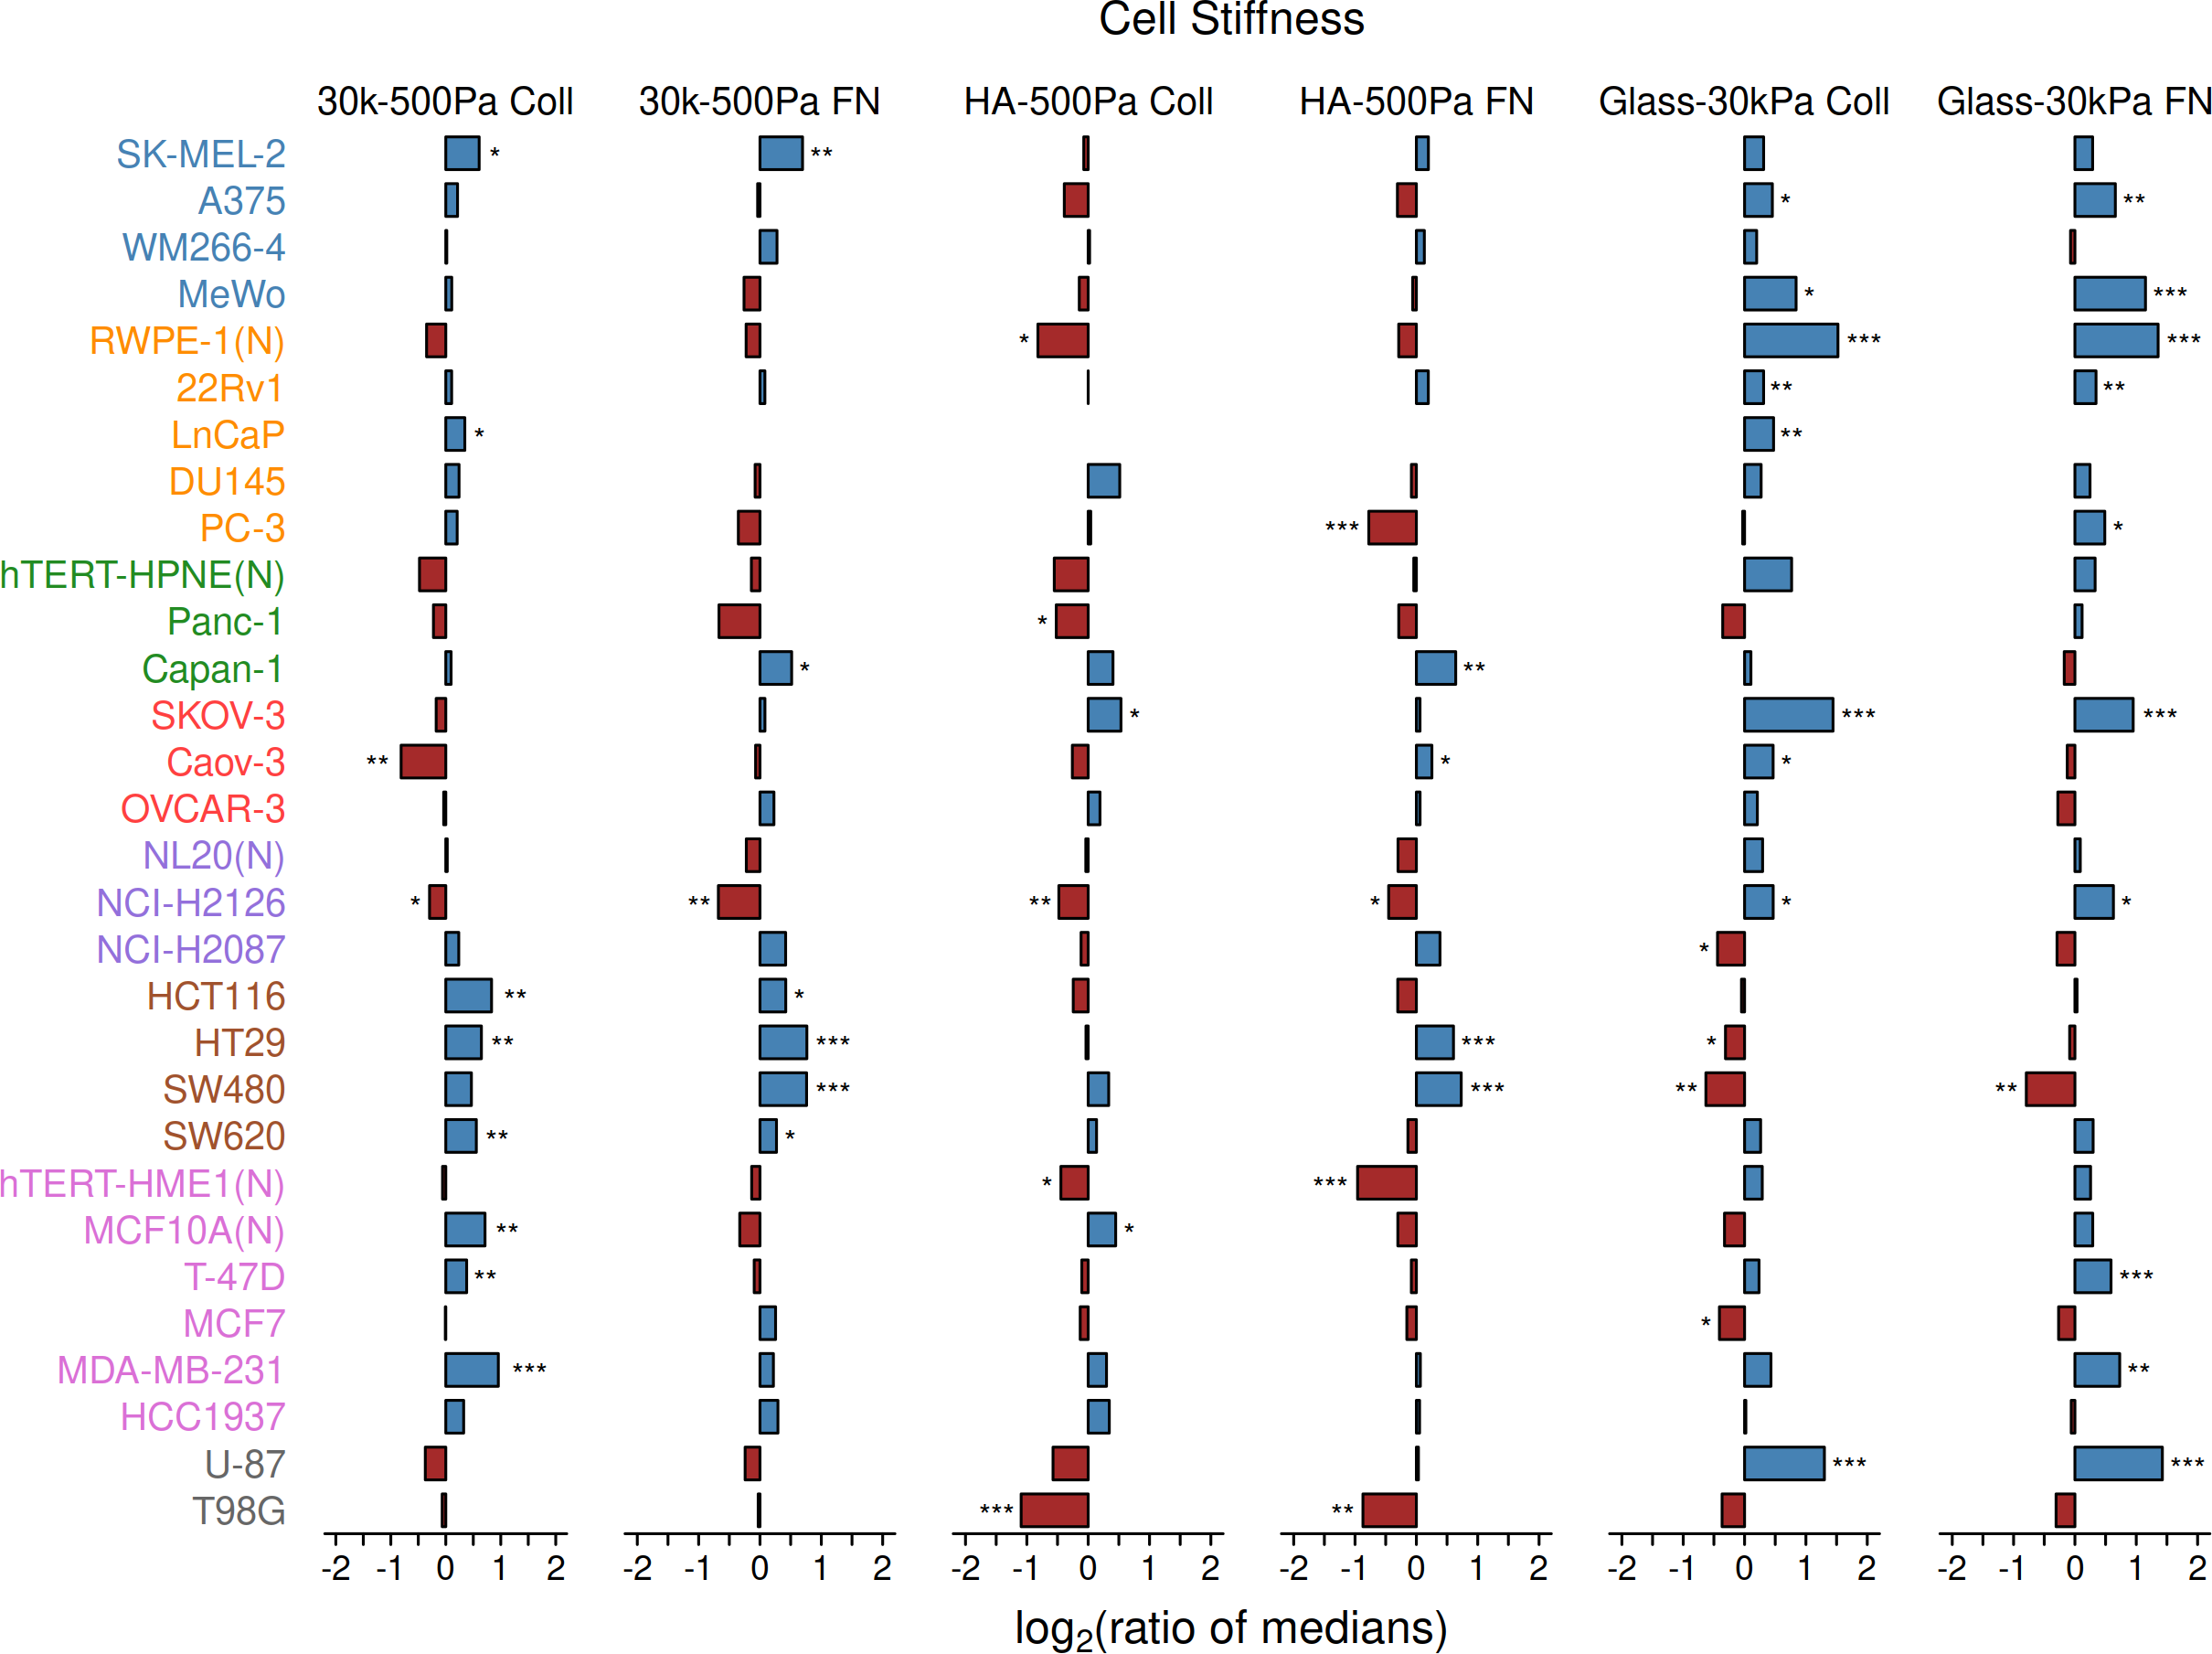 Cell Stiffness
30k-500Pa Coll 30k-500Pa FN HA-500Pa Coll HA-500Pa FN Glass-30kPa Coll Glass-30kPa FN
SK-MEL-2 * **
A375 * **
WM266-4
MeWo * ***
RWPE-1(N) * *** ***
22Rv1 ** **
LnCaP * **
DU145
PC-3 *** *
hTERT-HPNE(N)
Panc-1 *
Capan-1 * **
SKOV-3 * *** ***
Caov-3 ** * *
OVCAR-3
NL20(N)
NCI-H2126 * ** ** * * *
NCI-H2087 *
HCT116 ** *
HT29 ** *** *** *
SW480 *** *** ** **
SW620 ** *
hTERT-HME1(N) * ***
MCF10A(N) ** *
T-47D ** ***
MCF7 *
MDA-MB-231 *** **
HCC1937
U-87 *** ***
T98G *** **
-2 -1 0 1 2 -2 -1 0 1 2 -2 -1 0 1 2 -2 -1 0 1 2 -2 -1 0 1 2 -2 -1 0 1 2
log₂(ratio of medians)